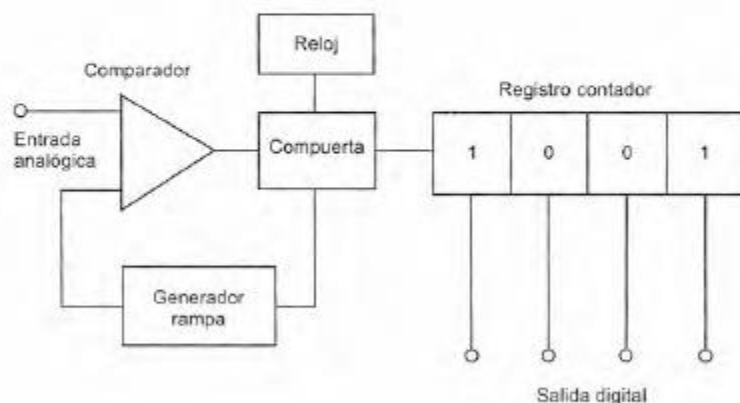 Reloj
Comparador
Registro contador
Entrada
analógica
Compuerta
1 0 0 1
Generador
rampa
Salida digital